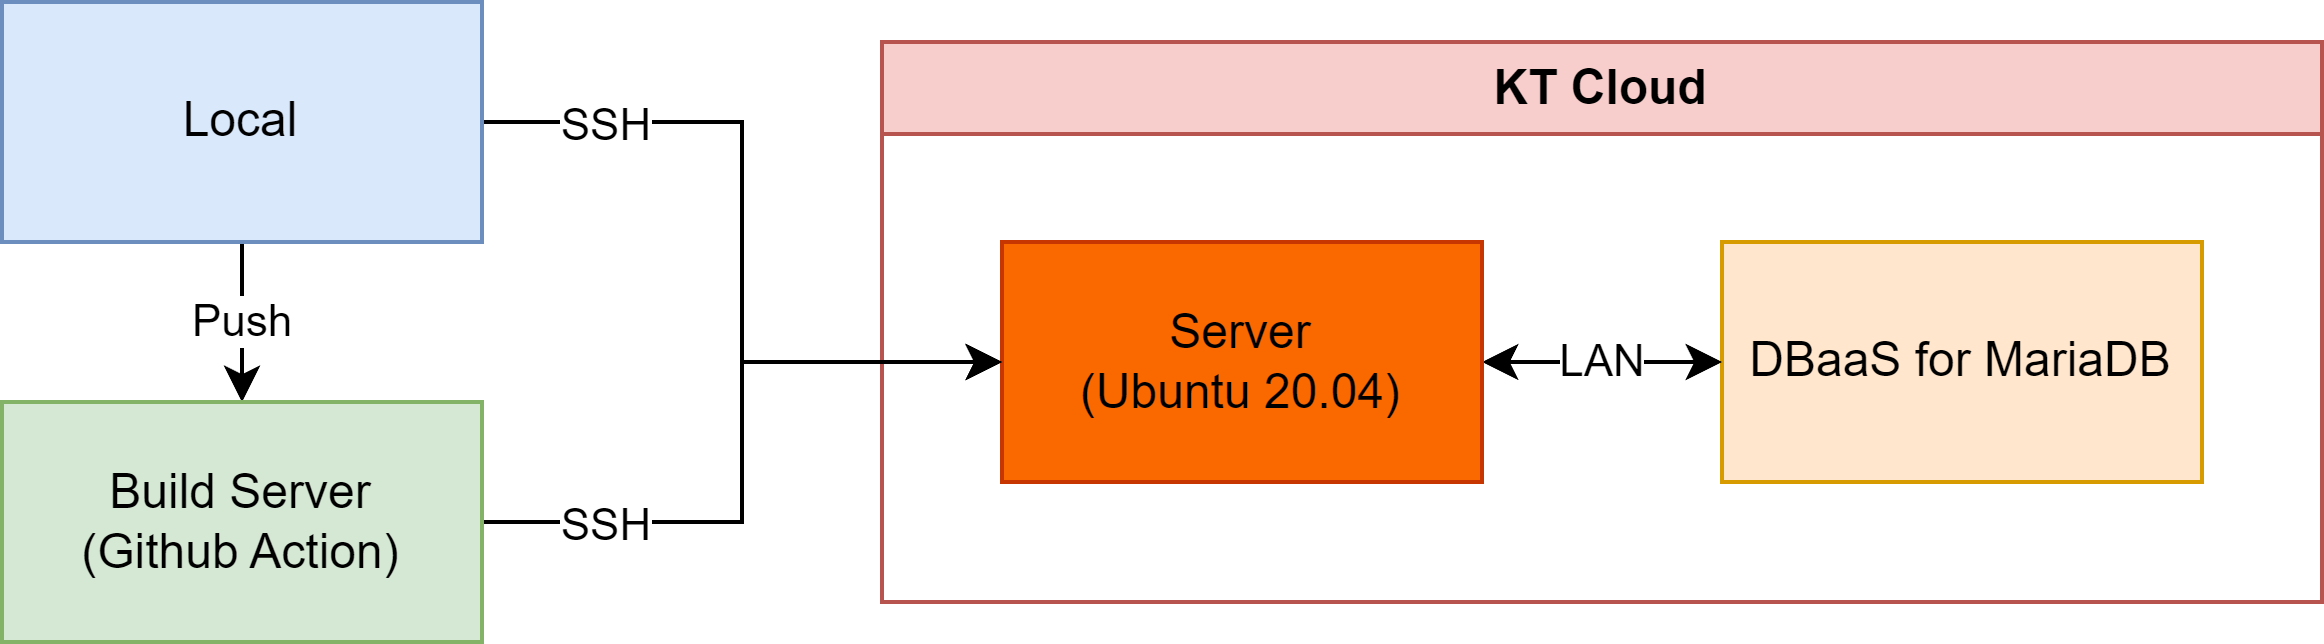 Local
SSH
KT Cloud
Push
Server
(Ubuntu 20.04)
LAN
DBaaS for MariaDB
Build Server
(Github Action)
SSH